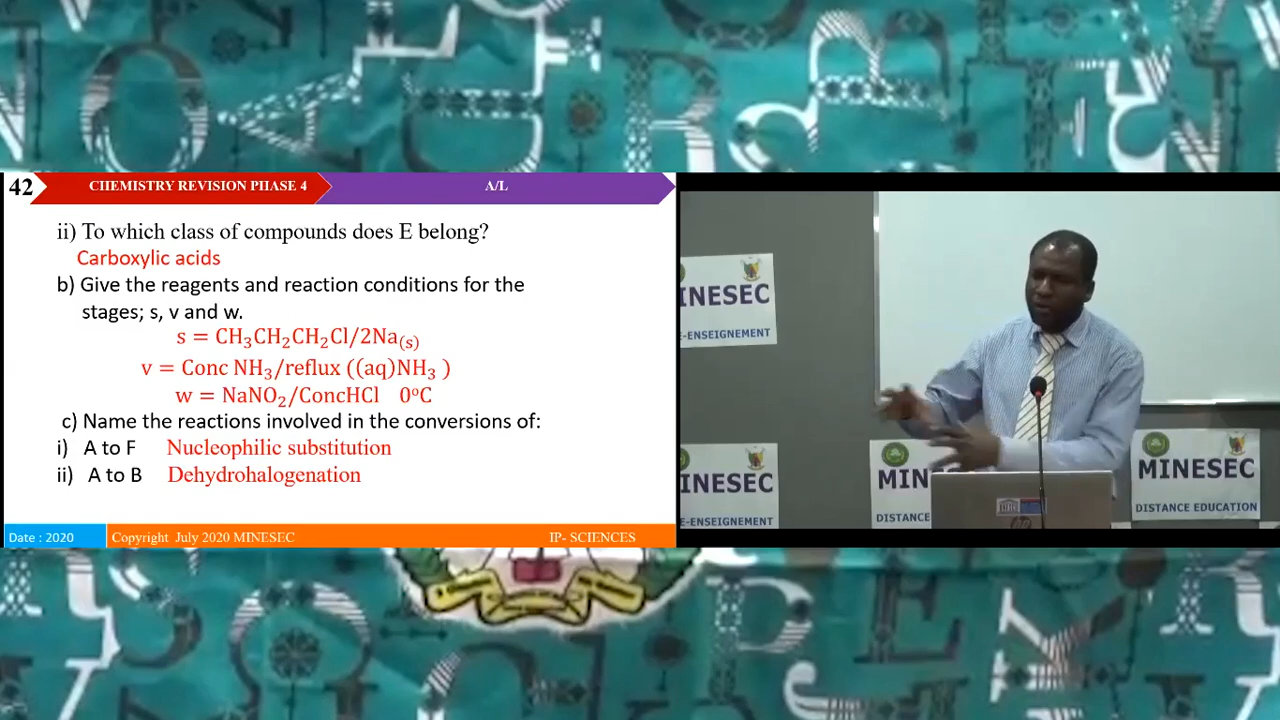 42 CHEMISTRY REVISION PHASE 4 A/L
ii) To which class of compounds does E belong?
Carboxylic acids
b) Give the reagents and reaction conditions for the
stages; s, v and w.
s = CH₃CH₂CH₂Cl/2Na₍s₎
v = Conc NH₃/reflux ((aq)NH₃ )
w = NaNO₂/ConcHCl 0°C
c) Name the reactions involved in the conversions of:
i) A to F Nucleophilic substitution
ii) A to B Dehydrohalogenation
Date : 2020 Copyright July 2020 MINESEC IP- SCIENCES
INESEC
E-ENSEIGNEMENT
NESEC
E-ENSEIGNEMENT
MIN
DISTANCE
MINESEC
DISTANCE EDUCATION
hp